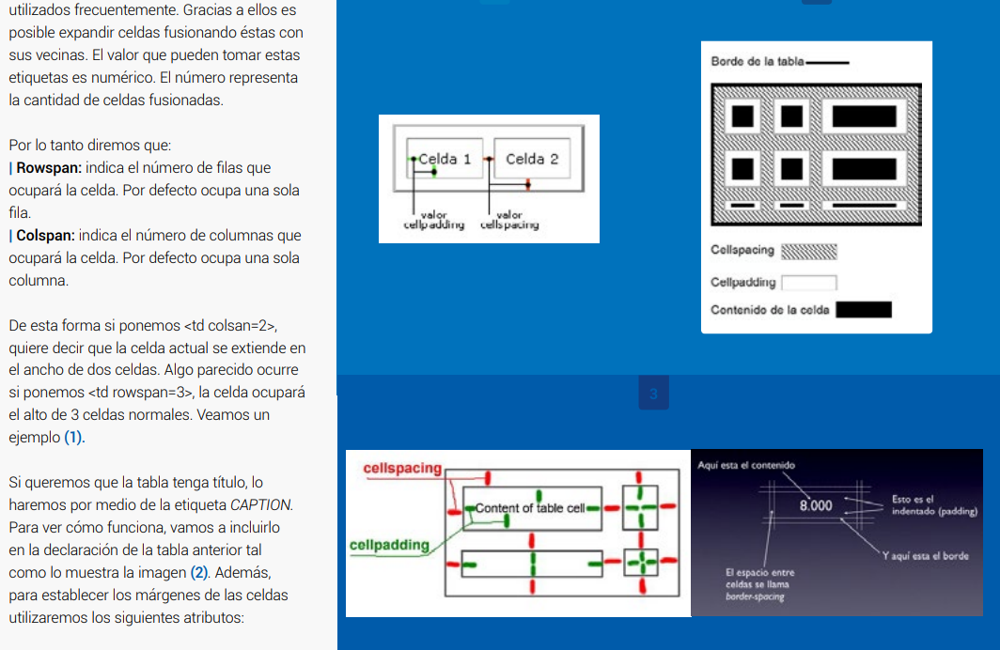 utilizados frecuentemente. Gracias a ellos es
posible expandir celdas fusionando éstas con
sus vecinas. El valor que pueden tomar estas
etiquetas es numérico. El número representa
la cantidad de celdas fusionadas.
Por lo tanto diremos que:
| Rowspan: indica el número de filas que
ocupará la celda. Por defecto ocupa una sola
fila.
| Colspan: indica el número de columnas que
ocupará la celda. Por defecto ocupa una sola
columna.
De esta forma si ponemos <td colsan=2>,
quiere decir que la celda actual se extiende en
el ancho de dos celdas. Algo parecido ocurre
si ponemos <td rowspan=3>, la celda ocupará
el alto de 3 celdas normales. Veamos un
ejemplo (1).
Si queremos que la tabla tenga título, lo
haremos por medio de la etiqueta CAPTION.
Para ver cómo funciona, vamos a incluirlo
en la declaración de la tabla anterior tal
como lo muestra la imagen (2). Además,
para establecer los márgenes de las celdas
utilizaremos los siguientes atributos:
Celda 1 Celda 2
valor
cellpadding
valor
cellspacing
Borde de la tabla
Cellspacing
Cellpadding
Contenido de la celda
3
cellspacing
Content of table cell
cellpadding
Aquí esta el contenido
8.000
Esto es el
indentado (padding)
Y aquí esta el borde
El espacio entre
celdas se llama
border-spacing